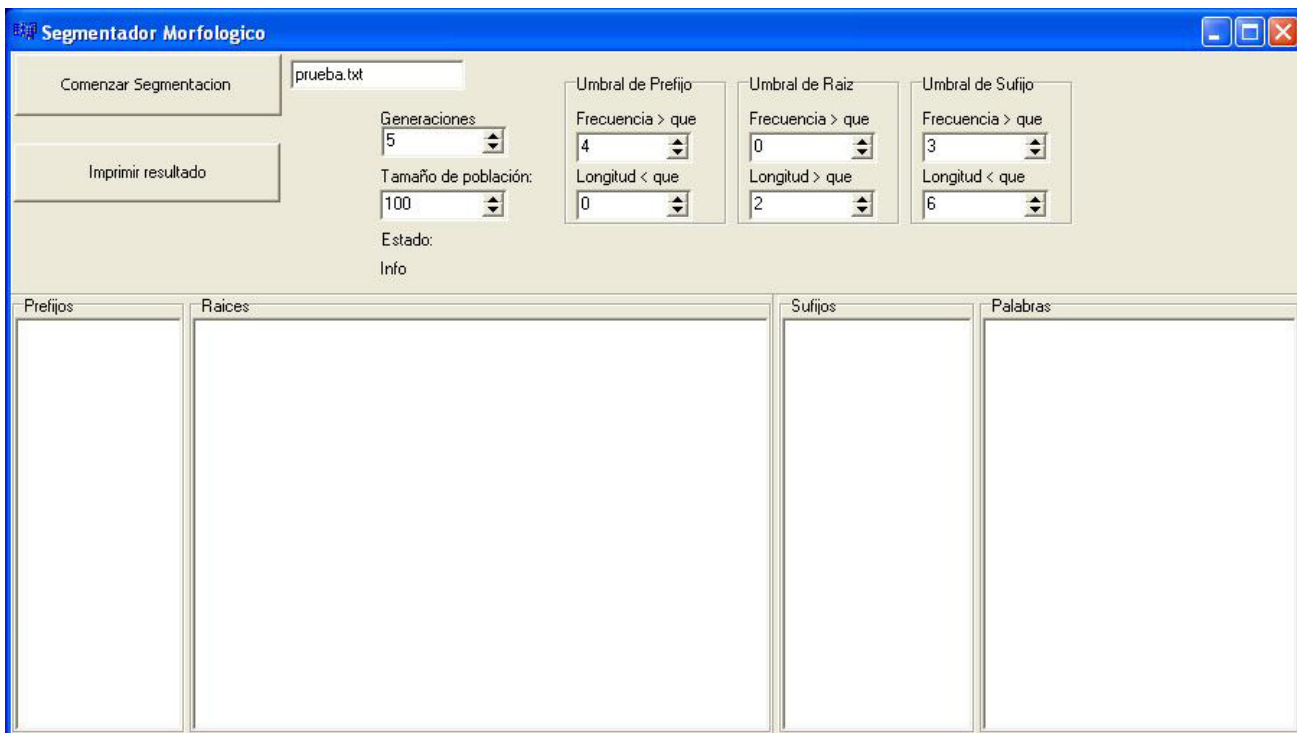 Segmentador Morfologico
Comenzar Segmentacion
prueba.txt
Imprimir resultado
Generaciones
5
Tamaño de población:
100
Estado:
Info
Umbral de Prefijo
Frecuencia > que
4
Longitud < que
0
Umbral de Raiz
Frecuencia > que
0
Longitud > que
2
Umbral de Sufijo
Frecuencia > que
3
Longitud < que
6
Prefijos
Raices
Sufijos
Palabras